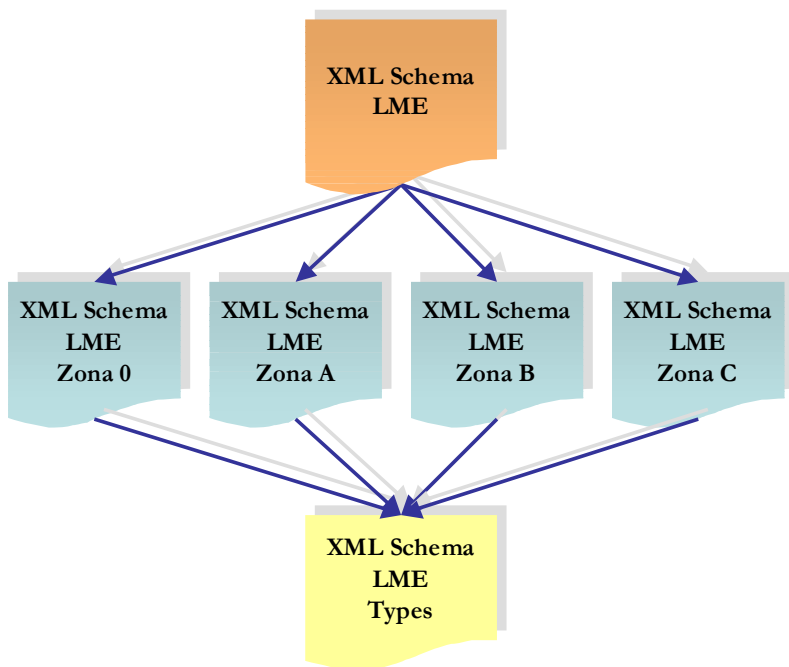 XML Schema
LME
XML Schema
LME
Zona 0
XML Schema
LME
Zona A
XML Schema
LME
Zona B
XML Schema
LME
Zona C
XML Schema
LME
Types